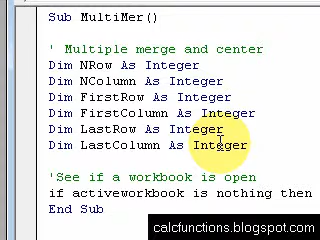 Sub MultiMer()
' Multiple merge and center
Dim NRow As Integer
Dim NColumn As Integer
Dim FirstRow As Integer
Dim FirstColumn As Integer
Dim LastRow As Integer
Dim LastColumn As Integer
'See if a workbook is open
if activeworkbook is nothing then
End Sub
calcfunctions.blogspot.com